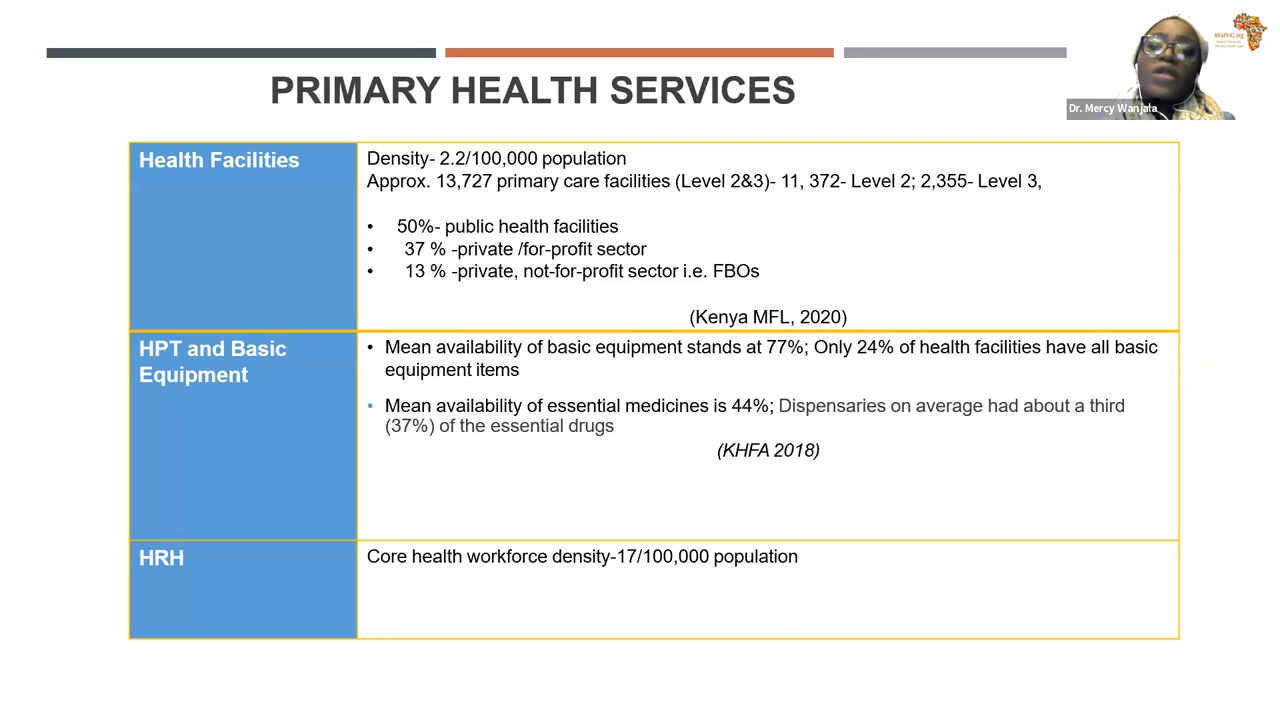 PRIMARY HEALTH SERVICES
AfroPHC.org
Dr. Mercy Wanjala
Health Facilities
Density- 2.2/100,000 population
Approx. 13,727 primary care facilities (Level 2&3)- 11, 372- Level 2; 2,355- Level 3,
• 50%- public health facilities
• 37 % -private /for-profit sector
• 13 % -private, not-for-profit sector i.e. FBOs
(Kenya MFL, 2020)
HPT and Basic
Equipment
• Mean availability of basic equipment stands at 77%; Only 24% of health facilities have all basic
equipment items
• Mean availability of essential medicines is 44%; Dispensaries on average had about a third
(37%) of the essential drugs
(KHFA 2018)
HRH
Core health workforce density-17/100,000 population